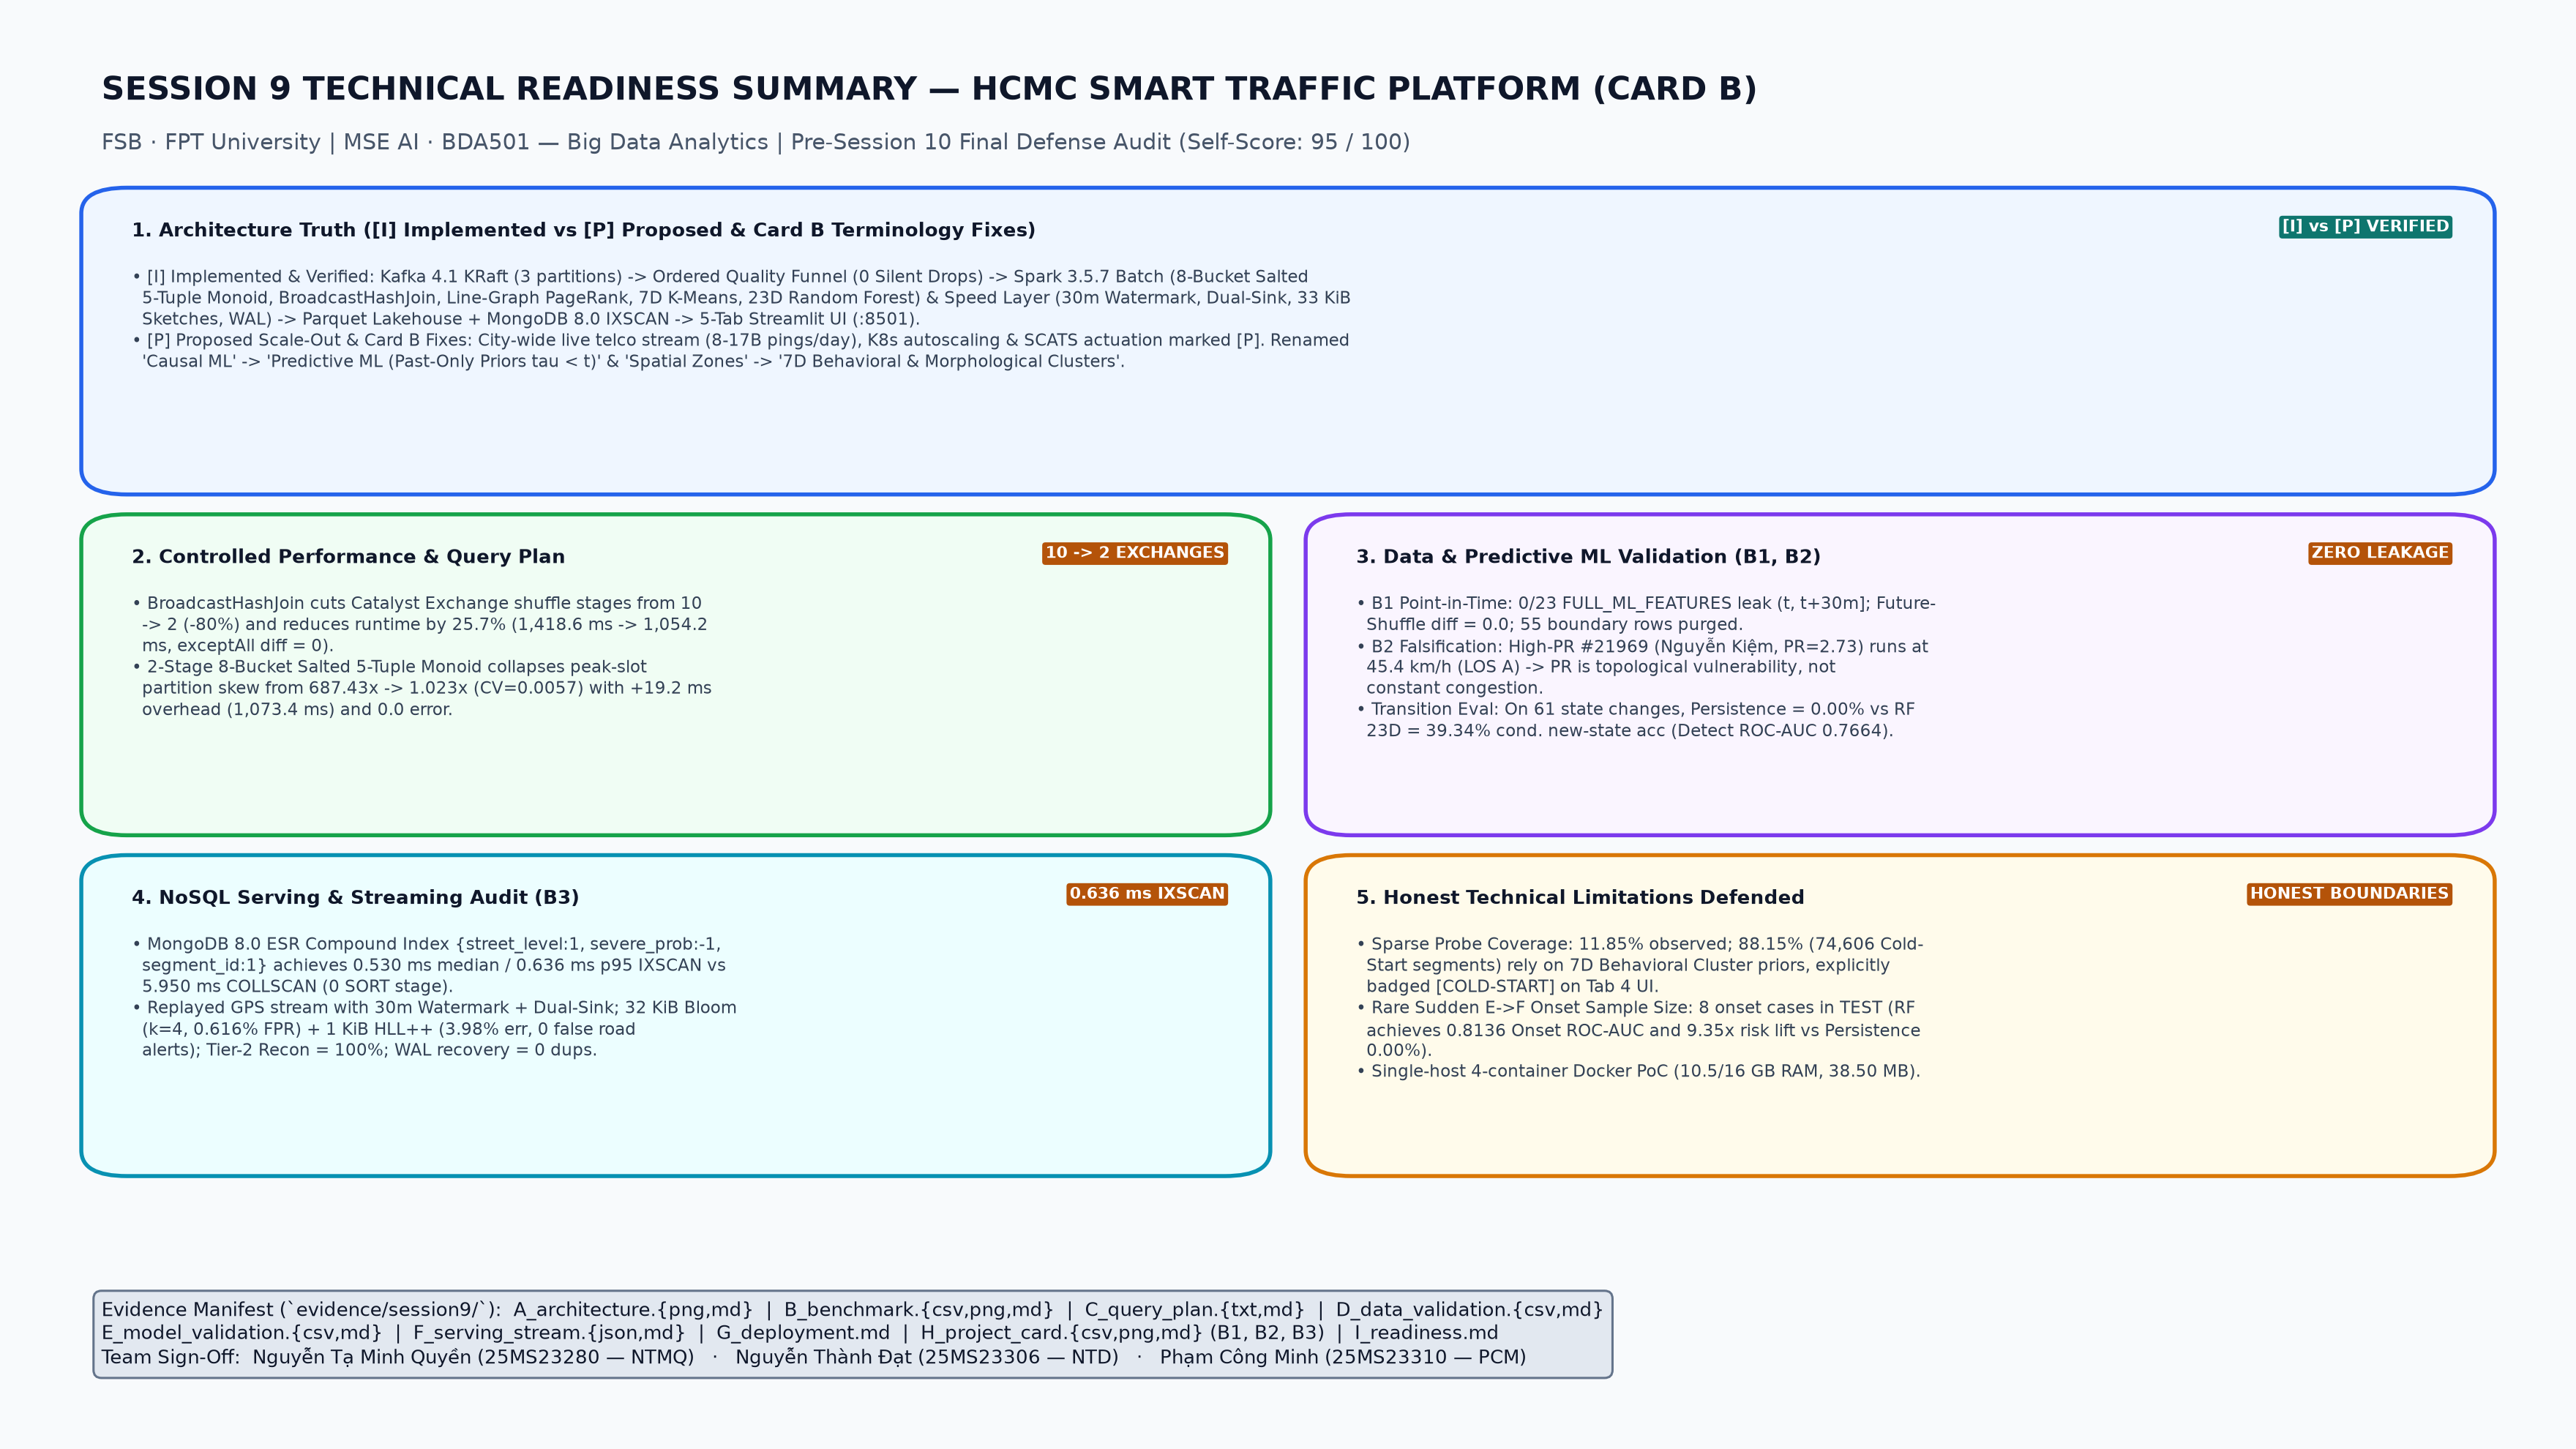 SESSION 9 TECHNICAL READINESS SUMMARY — HCMC SMART TRAFFIC PLATFORM (CARD B)
FSB · FPT University | MSE AI · BDA501 — Big Data Analytics | Pre-Session 10 Final Defense Audit (Self-Score: 95 / 100)
1. Architecture Truth ([I] Implemented vs [P] Proposed & Card B Terminology Fixes)
[I] vs [P] VERIFIED
• [I] Implemented & Verified: Kafka 4.1 KRaft (3 partitions) -> Ordered Quality Funnel (0 Silent Drops) -> Spark 3.5.7 Batch (8-Bucket Salted
5-Tuple Monoid, BroadcastHashJoin, Line-Graph PageRank, 7D K-Means, 23D Random Forest) & Speed Layer (30m Watermark, Dual-Sink, 33 KiB
Sketches, WAL) -> Parquet Lakehouse + MongoDB 8.0 IXSCAN -> 5-Tab Streamlit UI (:8501).
• [P] Proposed Scale-Out & Card B Fixes: City-wide live telco stream (8-17B pings/day), K8s autoscaling & SCATS actuation marked [P]. Renamed
'Causal ML' -> 'Predictive ML (Past-Only Priors tau < t)' & 'Spatial Zones' -> '7D Behavioral & Morphological Clusters'.
2. Controlled Performance & Query Plan
10 -> 2 EXCHANGES
• BroadcastHashJoin cuts Catalyst Exchange shuffle stages from 10
-> 2 (-80%) and reduces runtime by 25.7% (1,418.6 ms -> 1,054.2
ms, exceptAll diff = 0).
• 2-Stage 8-Bucket Salted 5-Tuple Monoid collapses peak-slot
partition skew from 687.43x -> 1.023x (CV=0.0057) with +19.2 ms
overhead (1,073.4 ms) and 0.0 error.
3. Data & Predictive ML Validation (B1, B2)
ZERO LEAKAGE
• B1 Point-in-Time: 0/23 FULL_ML_FEATURES leak (t, t+30m]; Future-
Shuffle diff = 0.0; 55 boundary rows purged.
• B2 Falsification: High-PR #21969 (Nguyễn Kiệm, PR=2.73) runs at
45.4 km/h (LOS A) -> PR is topological vulnerability, not
constant congestion.
• Transition Eval: On 61 state changes, Persistence = 0.00% vs RF
23D = 39.34% cond. new-state acc (Detect ROC-AUC 0.7664).
4. NoSQL Serving & Streaming Audit (B3)
0.636 ms IXSCAN
• MongoDB 8.0 ESR Compound Index {street_level:1, severe_prob:-1,
segment_id:1} achieves 0.530 ms median / 0.636 ms p95 IXSCAN vs
5.950 ms COLLSCAN (0 SORT stage).
• Replayed GPS stream with 30m Watermark + Dual-Sink; 32 KiB Bloom
(k=4, 0.616% FPR) + 1 KiB HLL++ (3.98% err, 0 false road
alerts); Tier-2 Recon = 100%; WAL recovery = 0 dups.
5. Honest Technical Limitations Defended
HONEST BOUNDARIES
• Sparse Probe Coverage: 11.85% observed; 88.15% (74,606 Cold-
Start segments) rely on 7D Behavioral Cluster priors, explicitly
badged [COLD-START] on Tab 4 UI.
• Rare Sudden E->F Onset Sample Size: 8 onset cases in TEST (RF
achieves 0.8136 Onset ROC-AUC and 9.35x risk lift vs Persistence
0.00%).
• Single-host 4-container Docker PoC (10.5/16 GB RAM, 38.50 MB).
Evidence Manifest (`evidence/session9/`): A_architecture.{png,md} | B_benchmark.{csv,png,md} | C_query_plan.{txt,md} | D_data_validation.{csv,md}
E_model_validation.{csv,md} | F_serving_stream.{json,md} | G_deployment.md | H_project_card.{csv,png,md} (B1, B2, B3) | I_readiness.md
Team Sign-Off: Nguyễn Tạ Minh Quyền (25MS23280 — NTMQ) · Nguyễn Thành Đạt (25MS23306 — NTD) · Phạm Công Minh (25MS23310 — PCM)